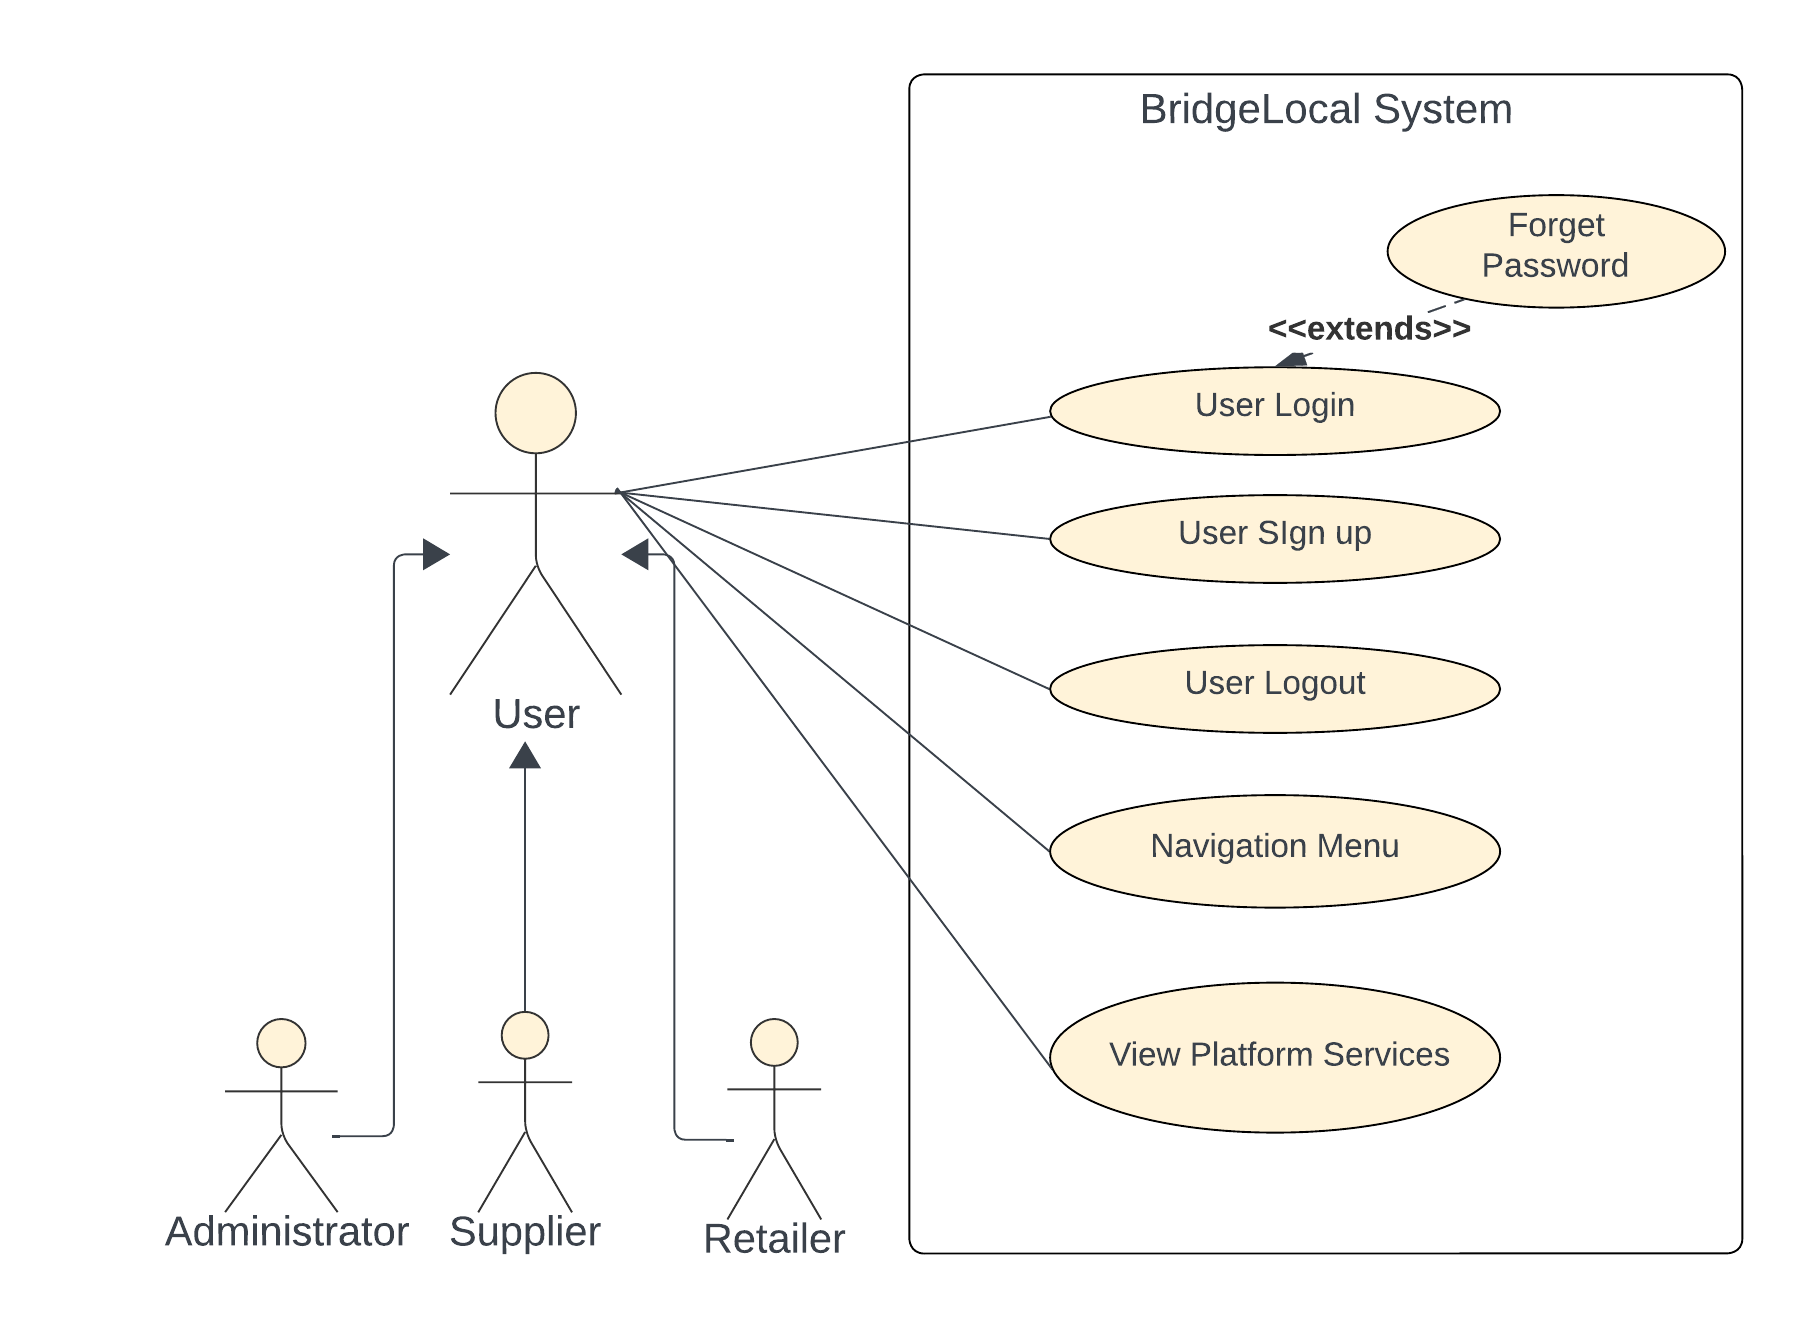 BridgeLocal System
Forget
Password
<<extends>>
User Login
User SIgn up
User Logout
User
Navigation Menu
View Platform Services
Administrator
Supplier
Retailer